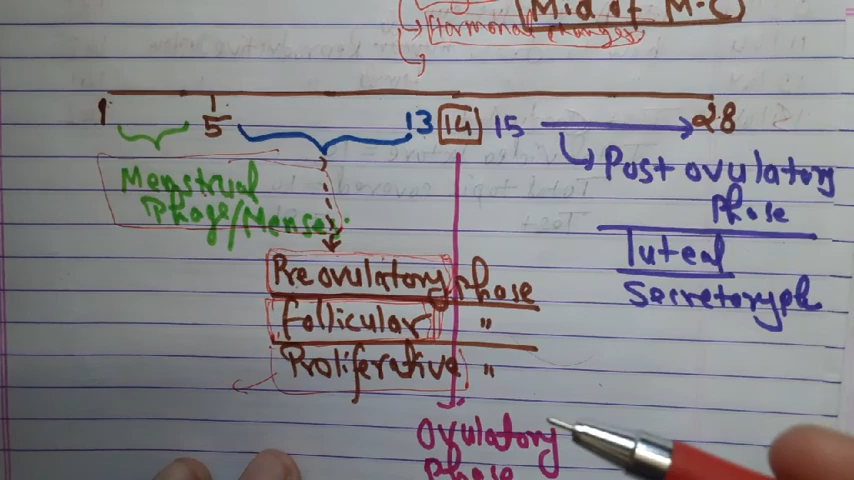 Mid of M.C)
Hormonal changes
1 5 13 14 15 28
Menstrual
Phase/Menses.
Post ovulatory
Phase
Luteal
Secretory ph
Preovulatory Phase
Follicular "
Proliferative "
Ovulatory
Phase